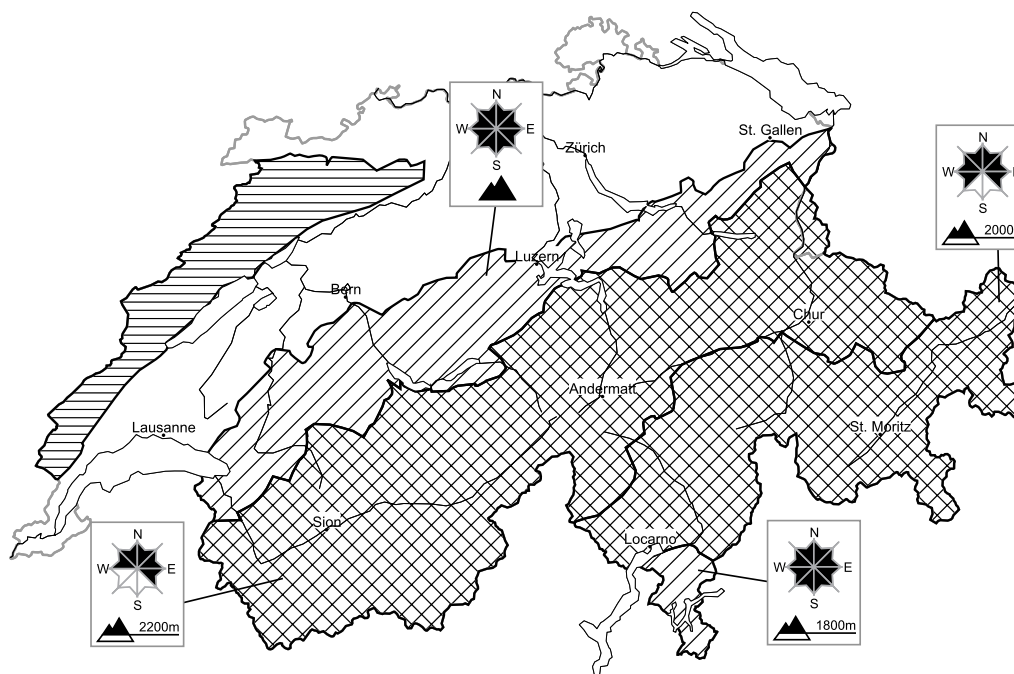 N
W E
S
Zürich
St. Gallen
N
W
S
2000
Luzern
Bern
Chur
Andermatt
Lausanne
St. Moritz
Sion
Locarno
N
W E
S
2200m
N
W E
S
1800m